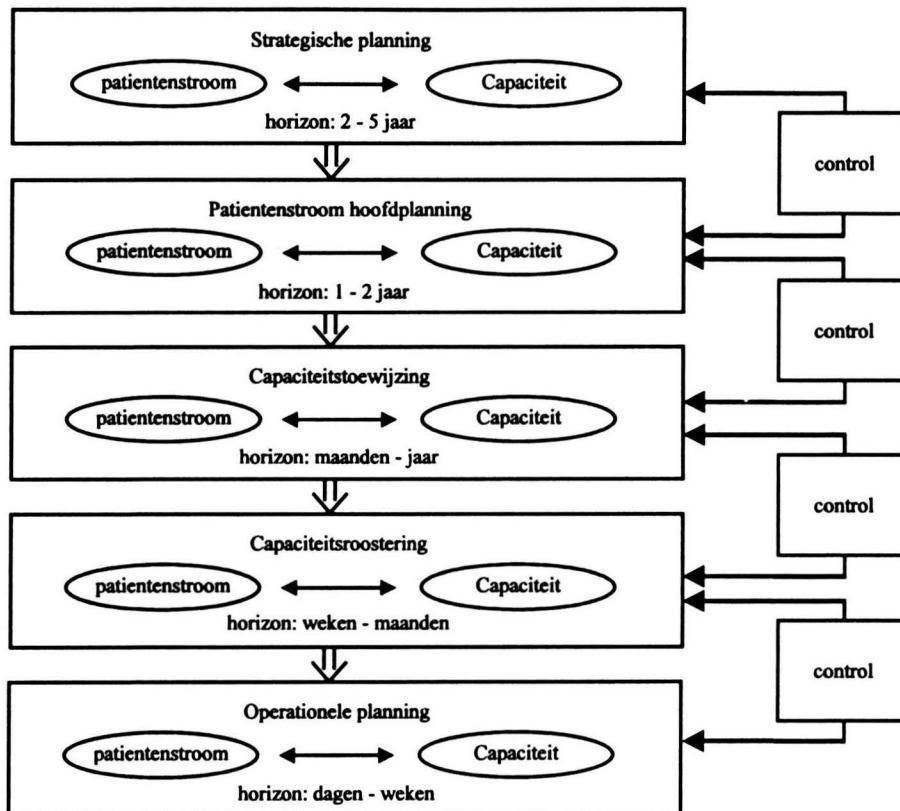 Strategische planning
patientenstroom Capaciteit
horizon: 2 - 5 jaar
control
Patientenstroom hoofdplanning
patientenstroom Capaciteit
horizon: 1 - 2 jaar
control
Capaciteitstoewijzing
patientenstroom Capaciteit
horizon: maanden - jaar
control
Capaciteitsroostering
patientenstroom Capaciteit
horizon: weken - maanden
control
Operationele planning
patientenstroom Capaciteit
horizon: dagen - weken